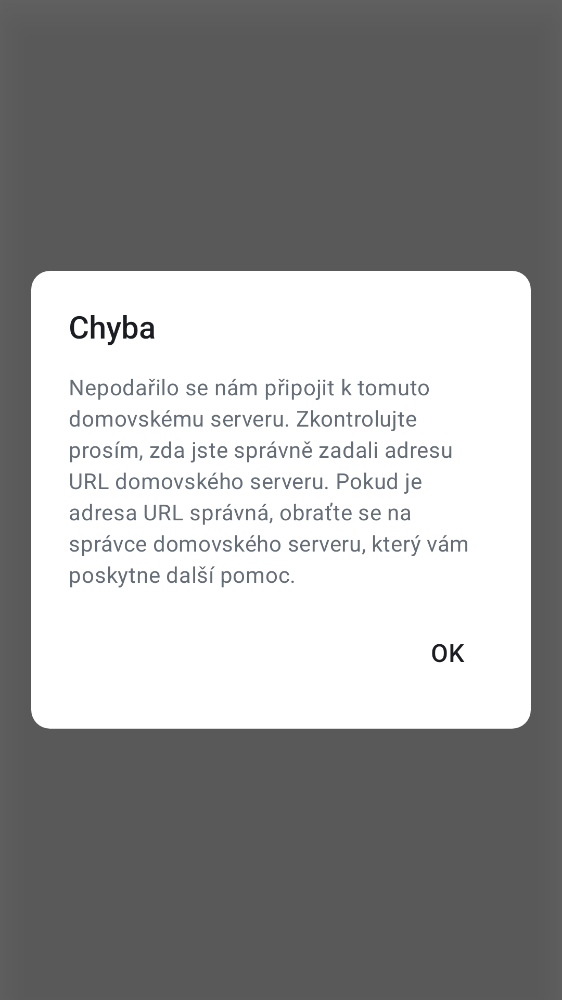 Chyba
Nepodařilo se nám připojit k tomuto
domovskému serveru. Zkontrolujte
prosím, zda jste správně zadali adresu
URL domovského serveru. Pokud je
adresa URL správná, obraťte se na
správce domovského serveru, který vám
poskytne další pomoc.
OK